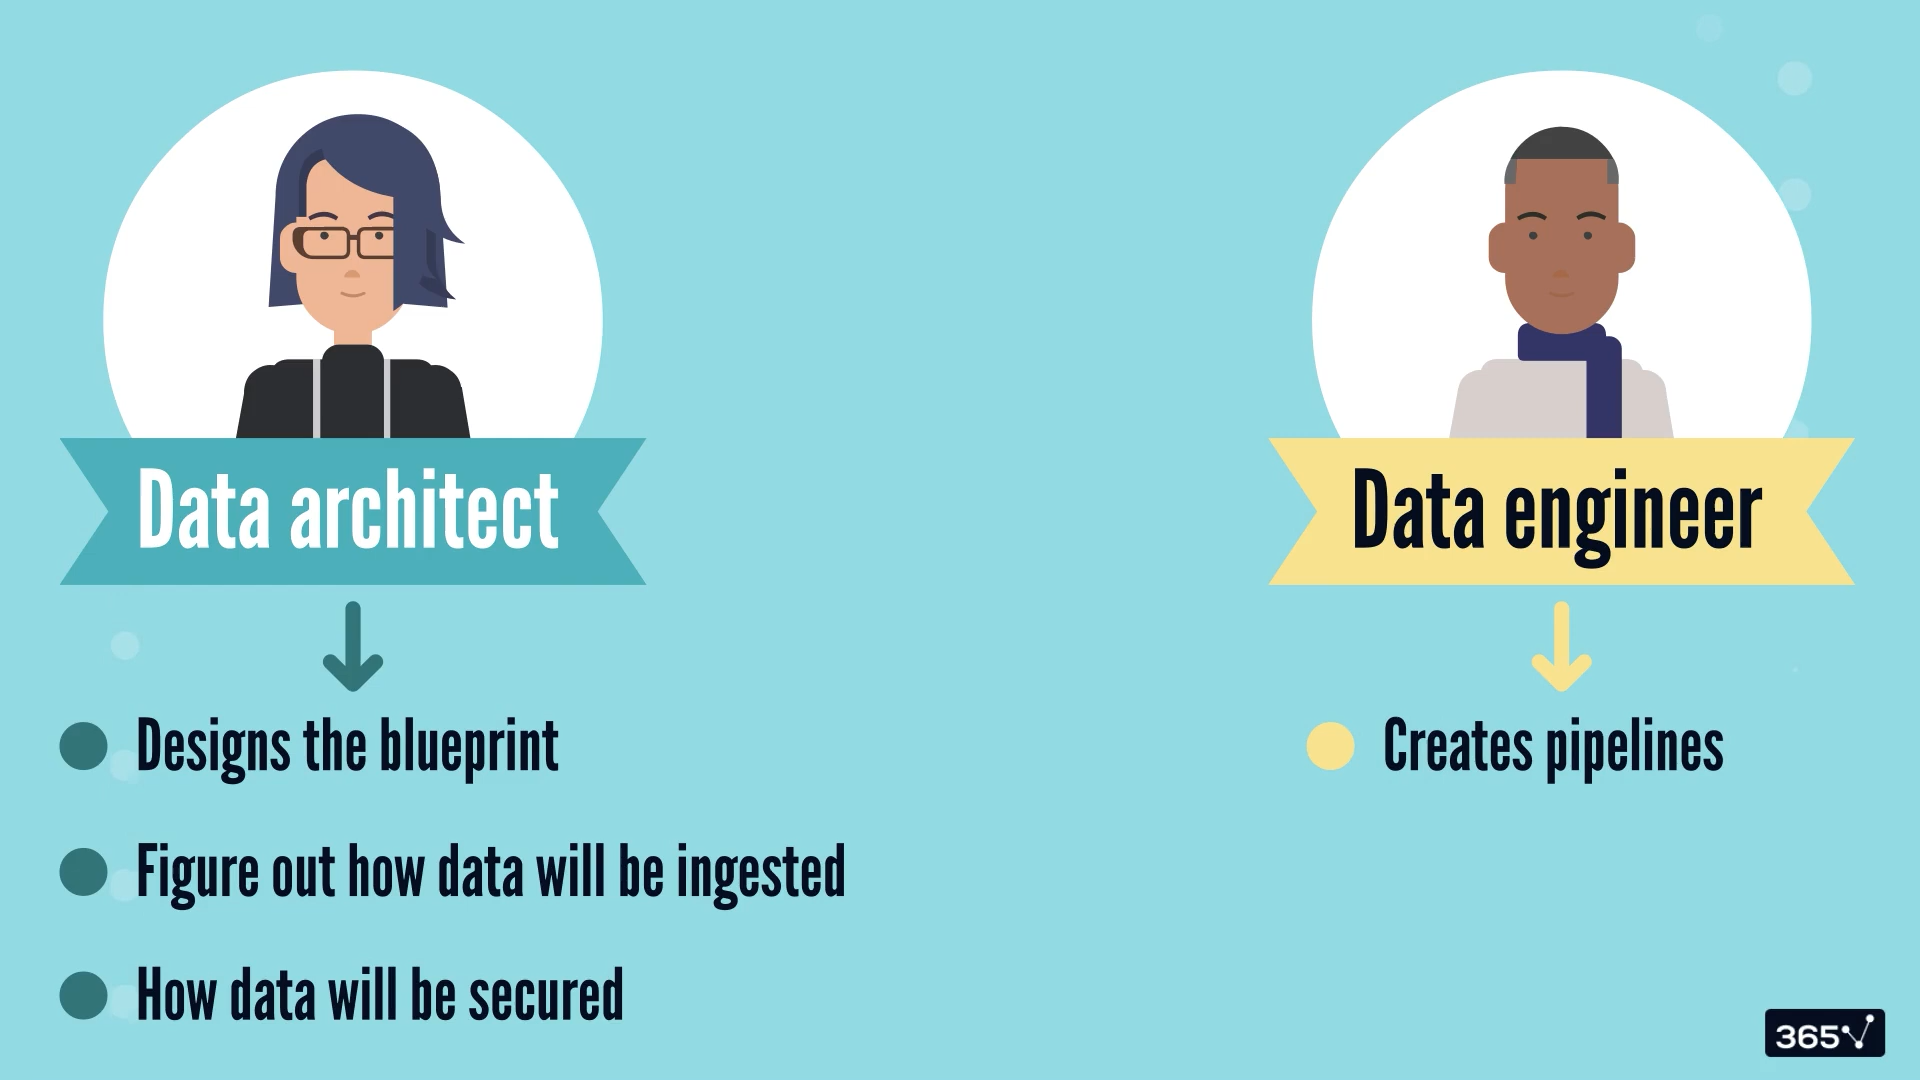 Data architect
Designs the blueprint
Figure out how data will be ingested
How data will be secured
Data engineer
Creates pipelines
365